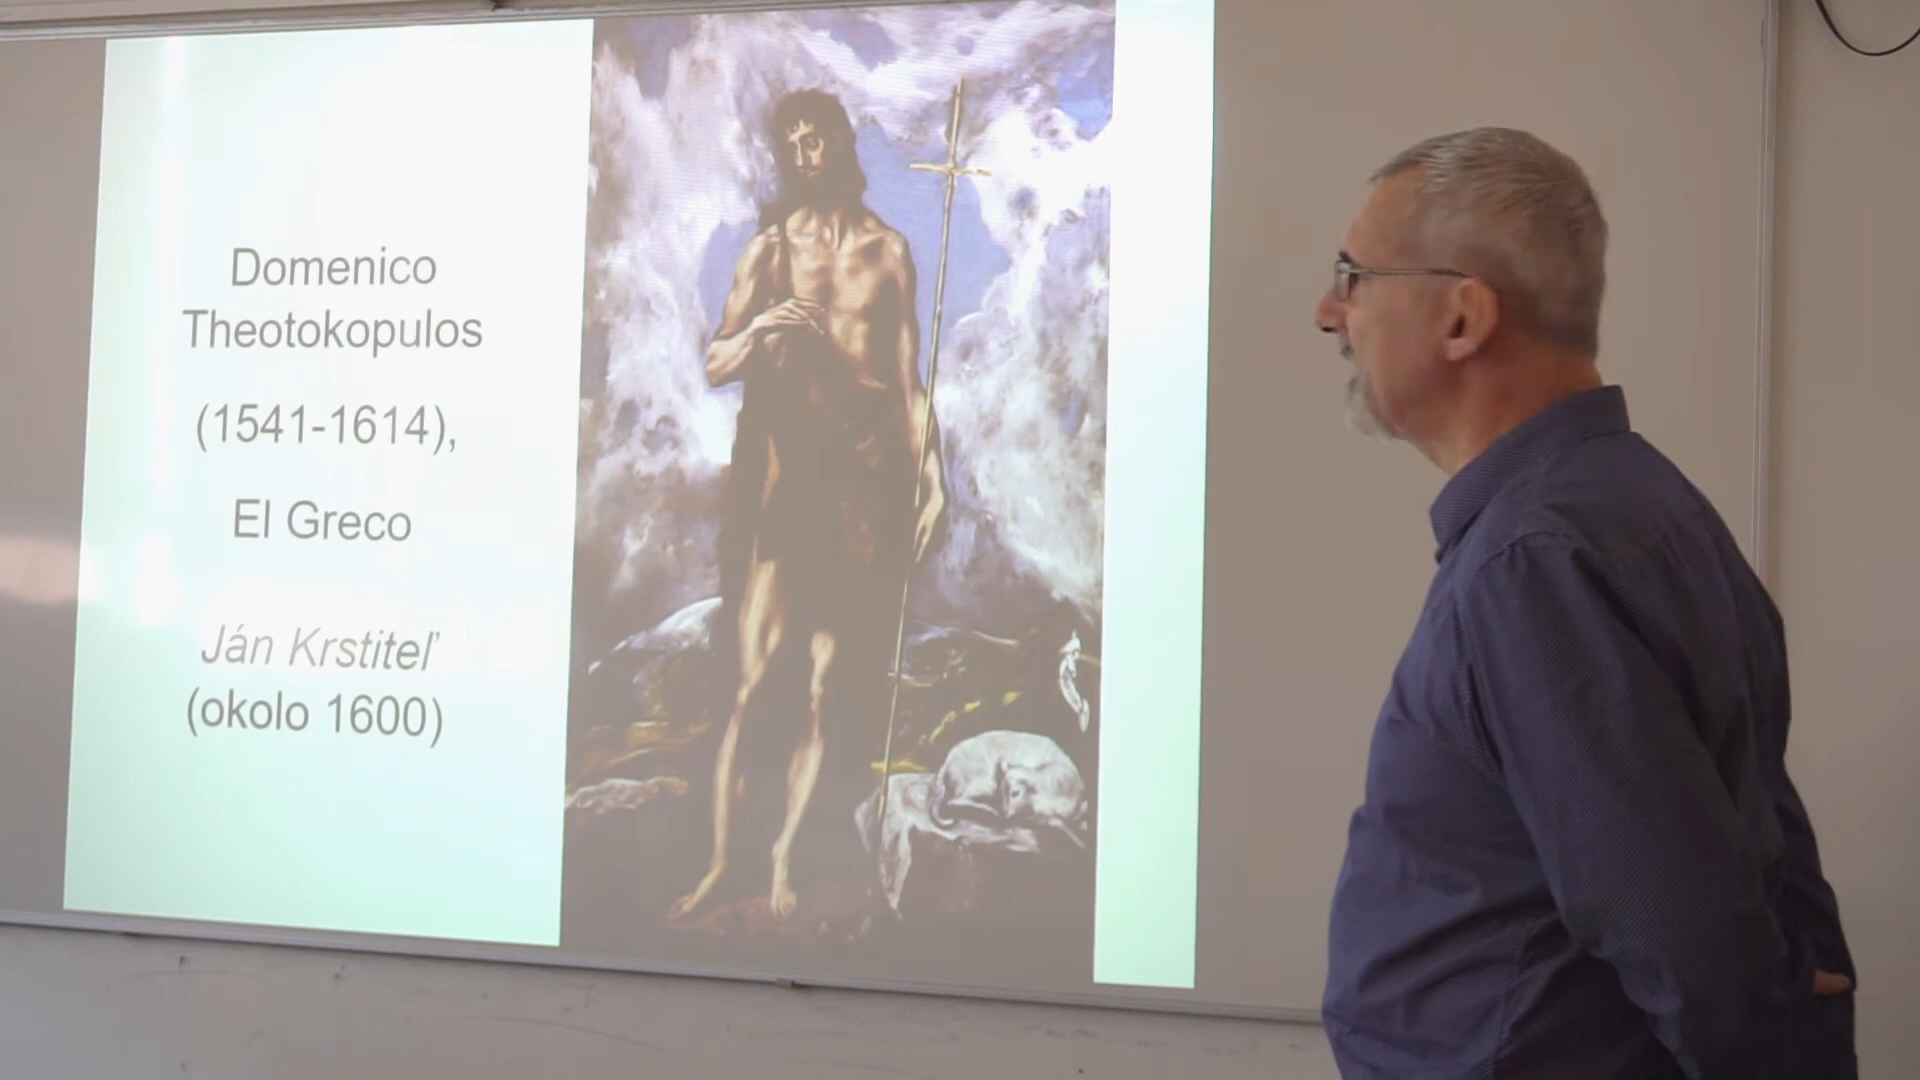 Domenico
Theotokopulos
(1541-1614),
El Greco
Ján Krstiteľ
(okolo 1600)